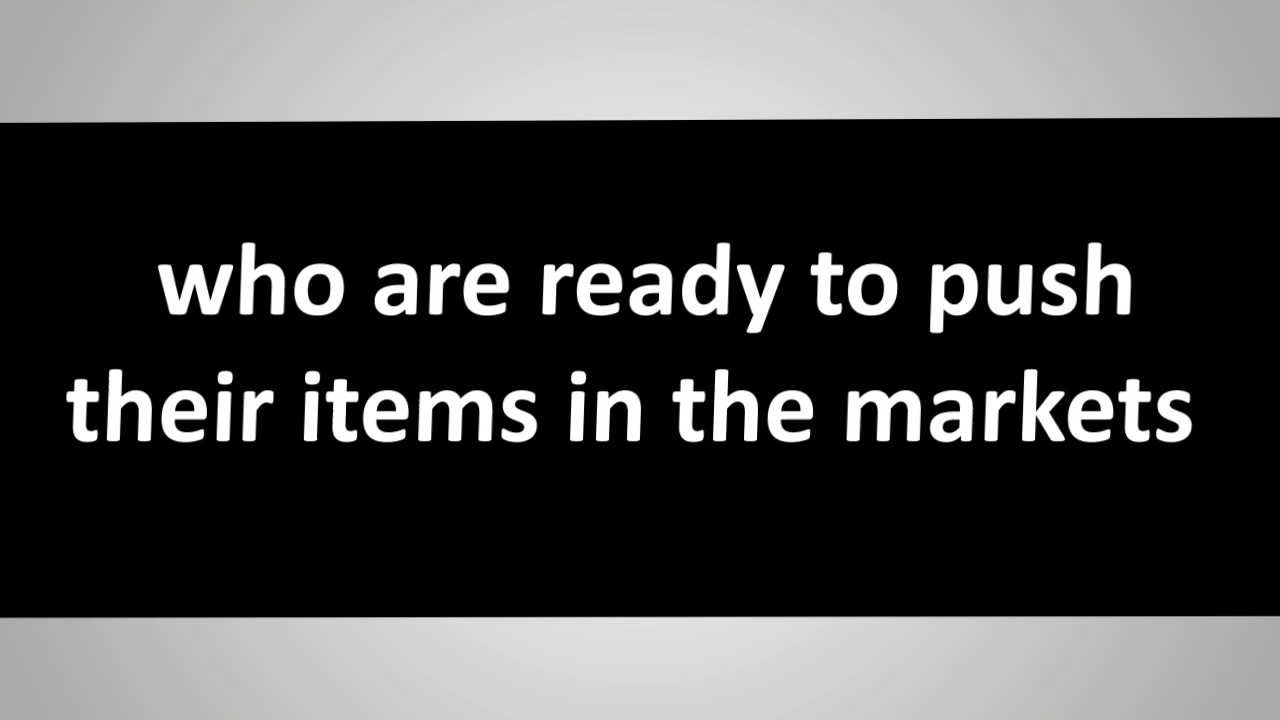 who are ready to push
their items in the markets